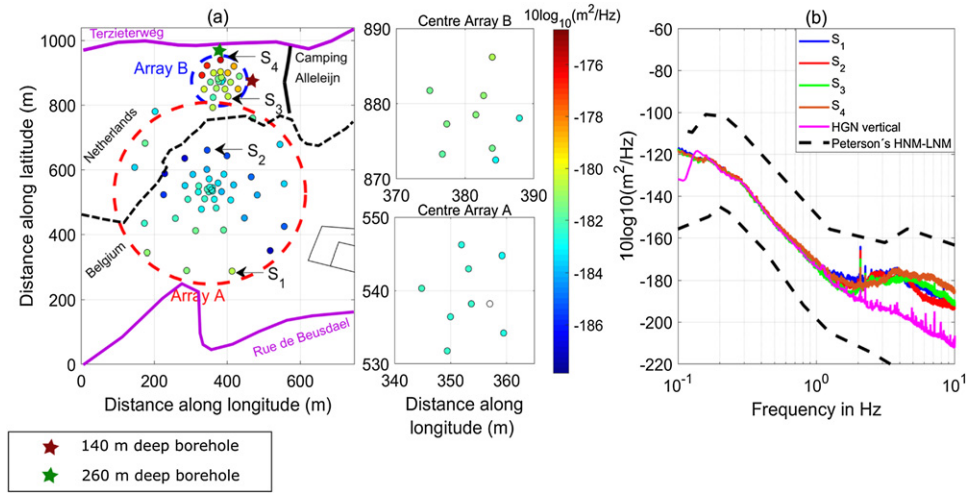 (a)
Terzieterweg
Array B
S4
Camping
Alleleijn
S3
Netherlands
S2
Belgium
S1
Array A
Rue de Beusdael
1000
800
600
400
200
0
0
200
400
600
Distance along latitude (m)
Distance along longitude (m)
Centre Array B
890
880
870
370
380
390
Centre Array A
550
540
530
340
350
360
Distance along
longitude (m)
10log10(m²/Hz)
-176
-178
-180
-182
-184
-186
(b)
S1
S2
S3
S4
HGN vertical
Peterson´s HNM-LNM
-60
-80
-100
-120
-140
-160
-180
-200
-220
10log10(m²/Hz)
10⁻¹
10⁰
10¹
Frequency in Hz
140 m deep borehole
260 m deep borehole